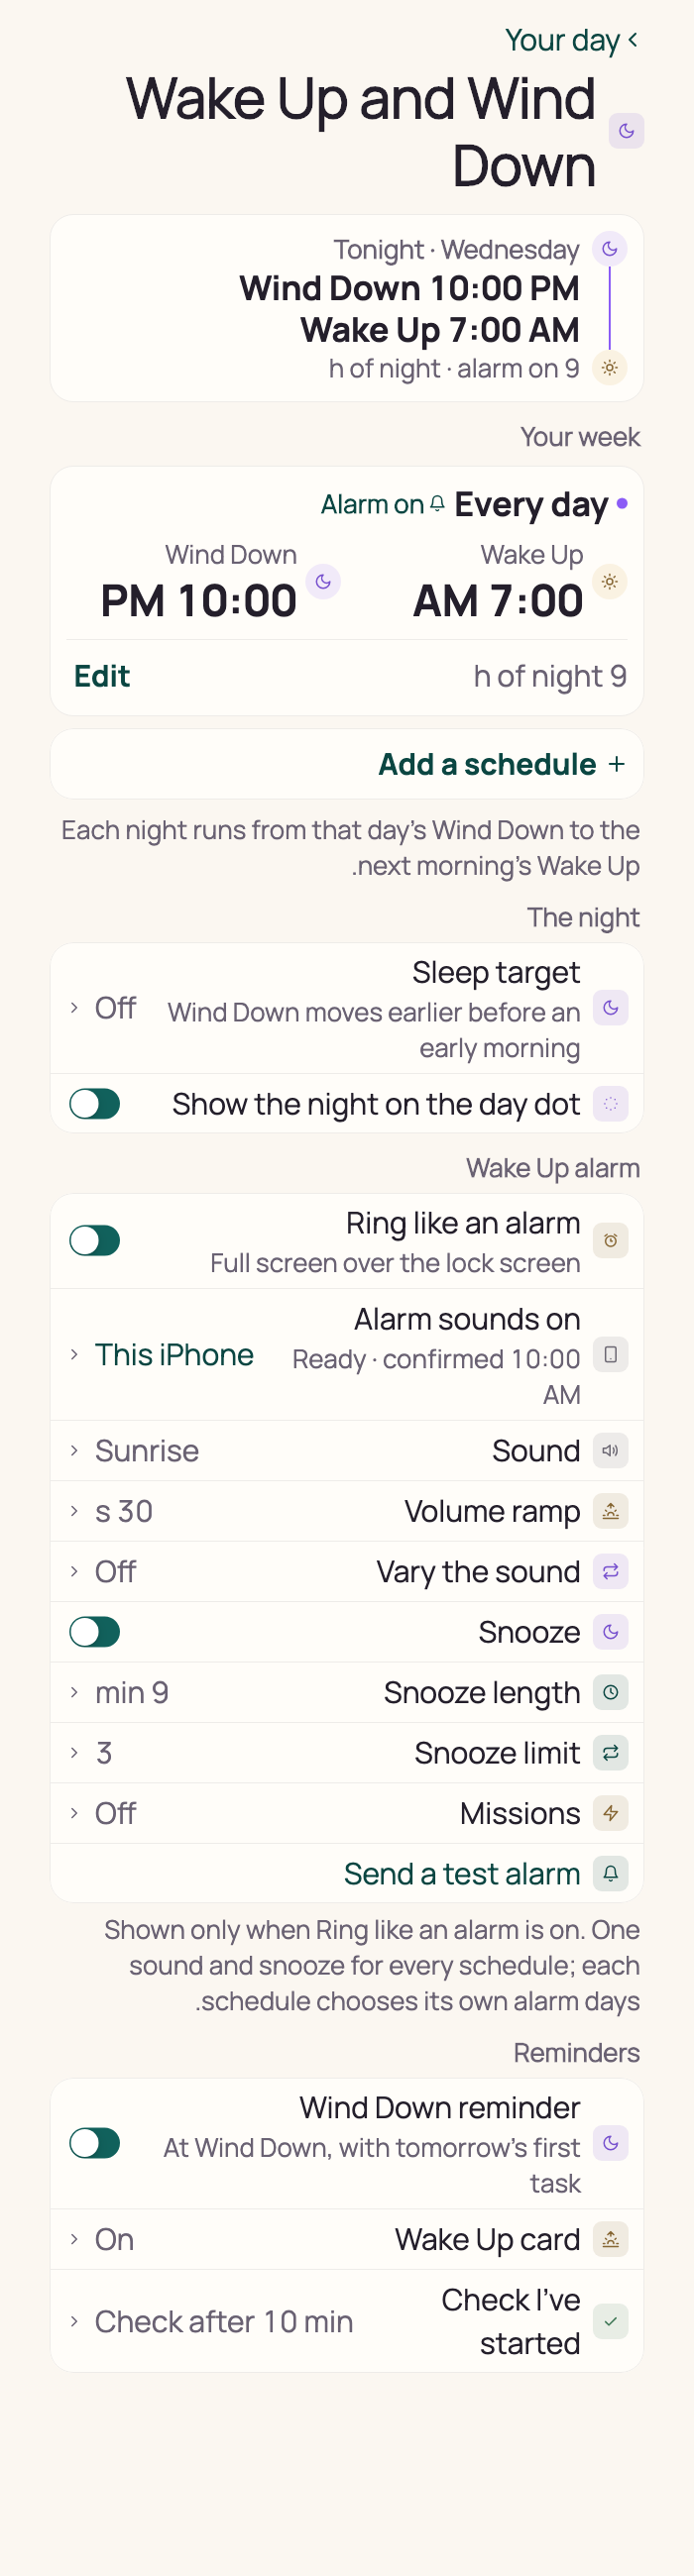 Your day
Wake Up and Wind
Down
Tonight · Wednesday
Wind Down 10:00 PM
Wake Up 7:00 AM
h of night · alarm on 9
Your week
Every day
Alarm on
Wake Up
AM 7:00
Wind Down
PM 10:00
h of night 9
Edit
Add a schedule
Each night runs from that day's Wind Down to the
.next morning's Wake Up
The night
Sleep target
Wind Down moves earlier before an
early morning
Off
Show the night on the day dot
Wake Up alarm
Ring like an alarm
Full screen over the lock screen
Alarm sounds on
Ready · confirmed 10:00
AM
This iPhone
Sound
Sunrise
Volume ramp
s 30
Vary the sound
Off
Snooze
Snooze length
min 9
Snooze limit
3
Missions
Off
Send a test alarm
Shown only when Ring like an alarm is on. One
sound and snooze for every schedule; each
.schedule chooses its own alarm days
Reminders
Wind Down reminder
At Wind Down, with tomorrow's first
task
Wake Up card
On
Check I've
started
Check after 10 min